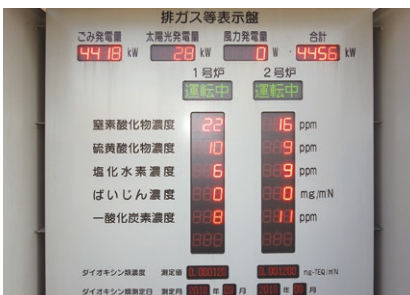 排ガス等表示盤
ごみ発電量 太陽光発電量 風力発電量 合計
4418 kW 28 kW 0 W 4456 kW
1号炉 2号炉
運転中 運転中
窒素酸化物濃度 22 16 ppm
硫黄酸化物濃度 10 9 ppm
塩化水素濃度 6 9 ppm
ばいじん濃度 0 0 mg/m³N
一酸化炭素濃度 8 11 ppm
ダイオキシン類濃度 測定値 mg-TEQ/m³N
ダイオキシン類測定日 測定月 年 月 年 月